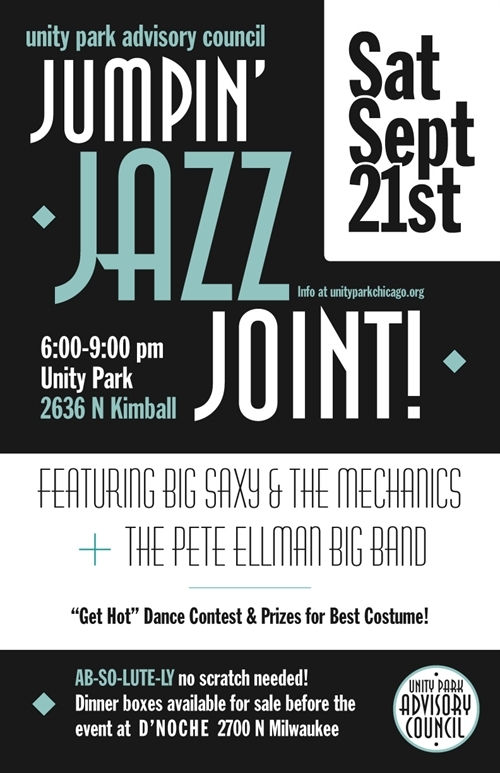 unity park advisory council
JUMPIN'
JAZZ
JOINT!
Sat
Sept
21st
Info at unityparkchicago.org
6:00-9:00 pm
Unity Park
2636 N Kimball
FEATURING BIG SAXY & THE MECHANICS
+ THE PETE ELLMAN BIG BAND
“Get Hot” Dance Contest & Prizes for Best Costume!
AB-SO-LUTE-LY no scratch needed!
Dinner boxes available for sale before the
event at D’NOCHE 2700 N Milwaukee
UNITY PARK
ADVISORY
COUNCIL